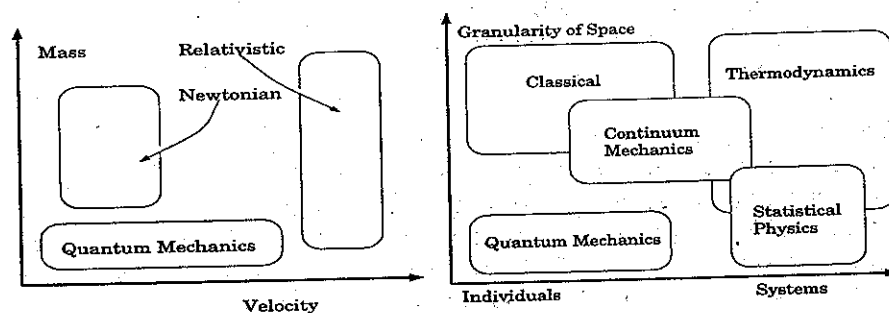 Mass
Relativistic
Newtonian
Quantum Mechanics
Velocity
Granularity of Space
Classical
Thermodynamics
Continuum
Mechanics
Statistical
Physics
Quantum Mechanics
Individuals
Systems